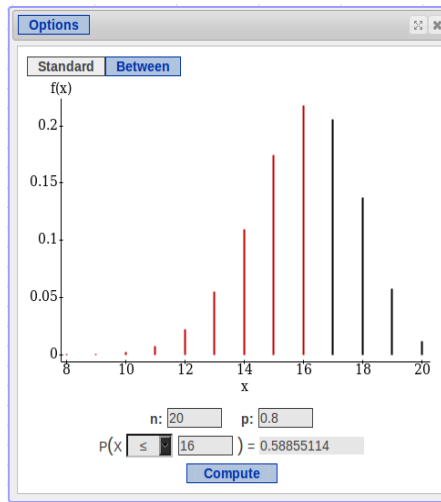 Options
Standard Between
f(x)
0.2
0.15
0.1
0.05
0
8 10 12 14 16 18 20
x
n: 20 p: 0.8
P(X ≤ 16 ) = 0.58855114
Compute